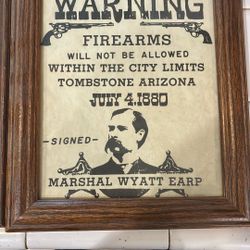 WARNING
FIREARMS
WILL NOT BE ALLOWED
WITHIN THE CITY LIMITS
TOMBSTONE ARIZONA
JULY 4, 1880
-SIGNED-
MARSHAL WYATT EARP